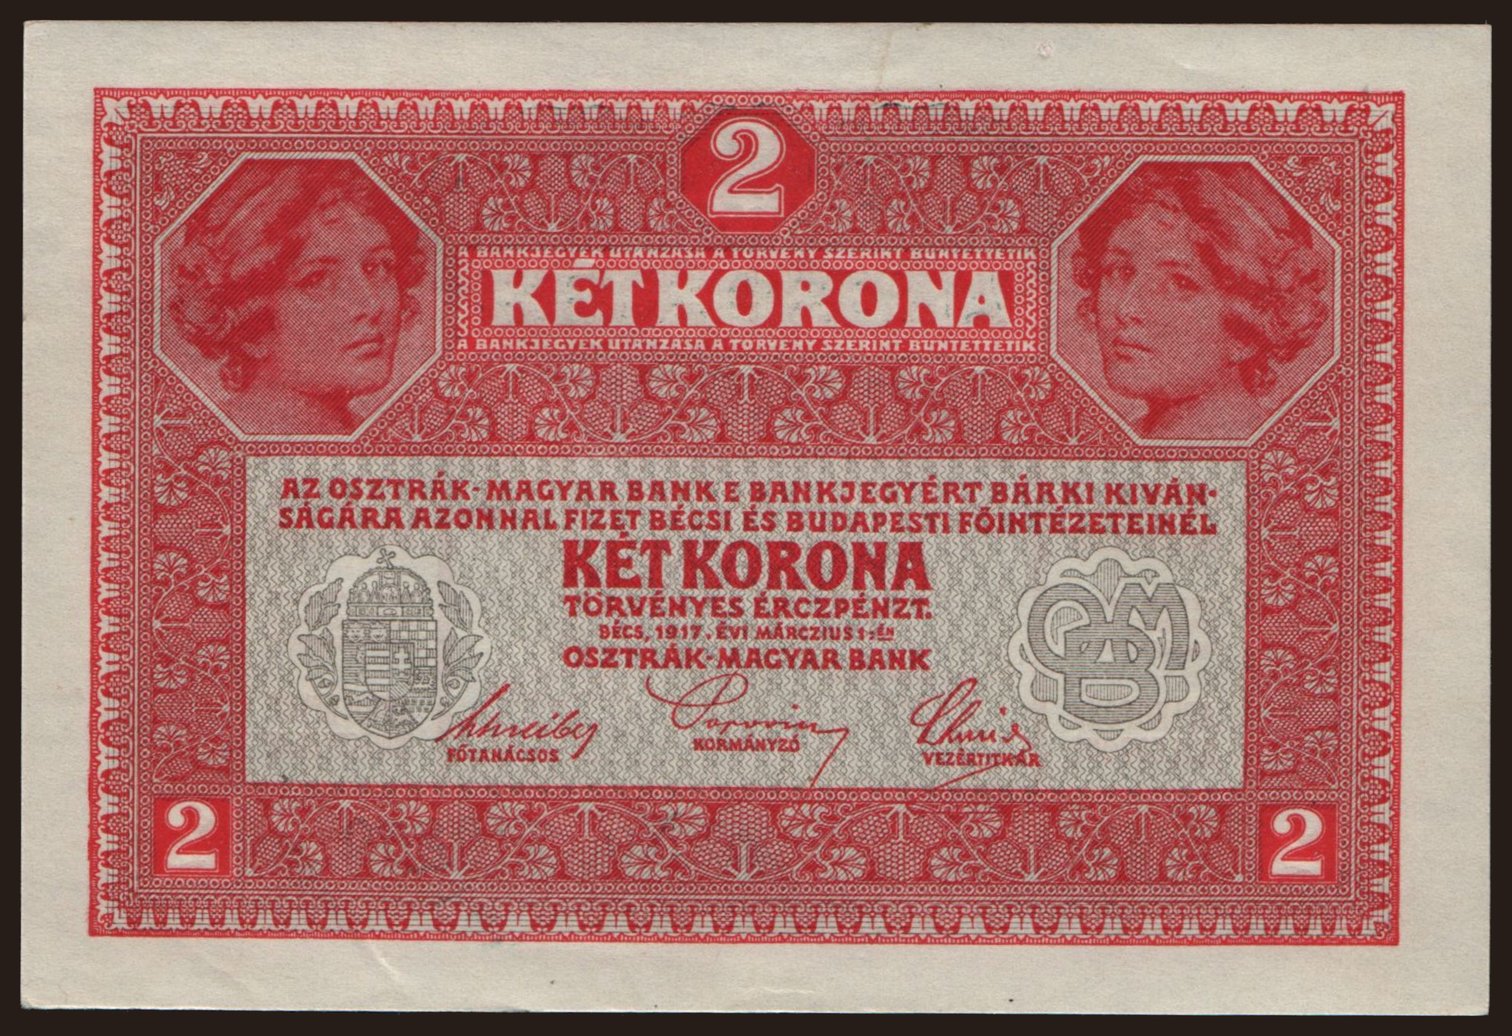 2
BANKJEGYEK UTÁNZÁSA A TÖRVÉNY SZERINT BÜNTETTETIK
KÉT KORONA
A BANKJEGYEK UTÁNZÁSA A TÖRVÉNY SZERINT BÜNTETTETIK
AZ OSZTRÁK-MAGYAR BANK E BANKJEGYÉRT BÁRKI KIVÁN-
SÁGÁRA AZONNAL FIZET BÉCSI ÉS BUDAPESTI FŐINTÉZETEINÉL
KÉT KORONA
TÖRVÉNYES ÉRCZPÉNZT.
BÉCS, 1917. ÉVI MÁRCZIUS 1-ÉN
OSZTRÁK-MAGYAR BANK
FŐTANÁCSOS
KORMÁNYZÓ
VEZÉRTITKÁR
2
2